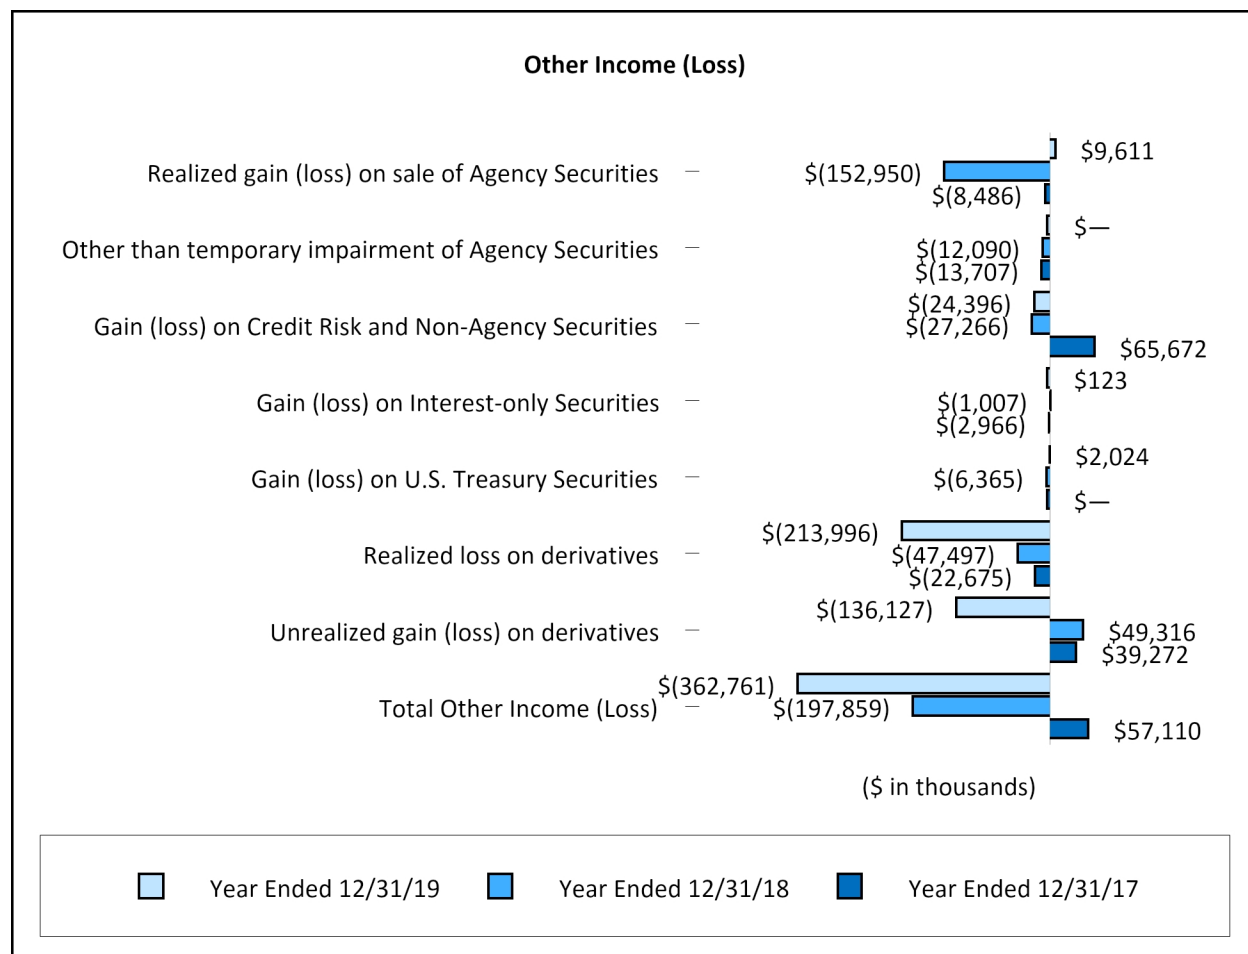 Other Income (Loss)
$9,611
Realized gain (loss) on sale of Agency Securities
$(152,950)
$(8,486)
$—
Other than temporary impairment of Agency Securities
$(12,090)
$(13,707)
$(24,396)
Gain (loss) on Credit Risk and Non-Agency Securities
$(27,266)
$65,672
$123
Gain (loss) on Interest-only Securities
$(1,007)
$(2,966)
$2,024
Gain (loss) on U.S. Treasury Securities
$(6,365)
$—
$(213,996)
Realized loss on derivatives
$(47,497)
$(22,675)
$(136,127)
Unrealized gain (loss) on derivatives
$49,316
$39,272
$(362,761)
Total Other Income (Loss)
$(197,859)
$57,110
($ in thousands)
Year Ended 12/31/19
Year Ended 12/31/18
Year Ended 12/31/17